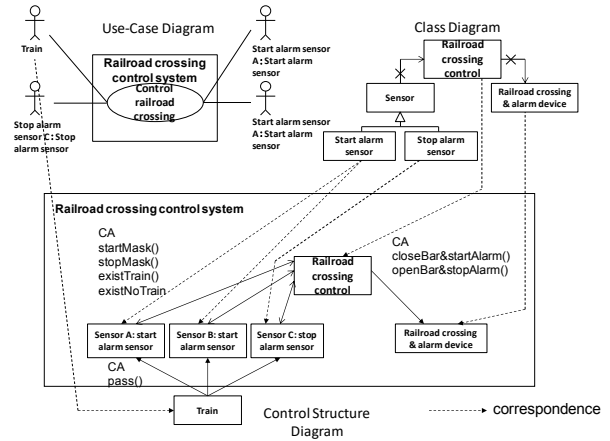 Use-Case Diagram
Train
Railroad crossing
control system
Control
railroad
crossing
Start alarm sensor
A: Start alarm
sensor
Stop alarm
sensor C: Stop
alarm sensor
Start alarm sensor
A: Start alarm
sensor
Class Diagram
Railroad
crossing
control
Sensor
Railroad crossing
& alarm device
Start alarm
sensor
Stop alarm
sensor
Railroad crossing control system
CA
startMask()
stopMask()
existTrain()
existNoTrain
Railroad
crossing
control
CA
closeBar&startAlarm()
openBar&stopAlarm()
Sensor A: start
alarm sensor
Sensor B: start
alarm sensor
Sensor C: stop
alarm sensor
Railroad crossing
& alarm device
CA
pass()
Train
Control Structure
Diagram
correspondence